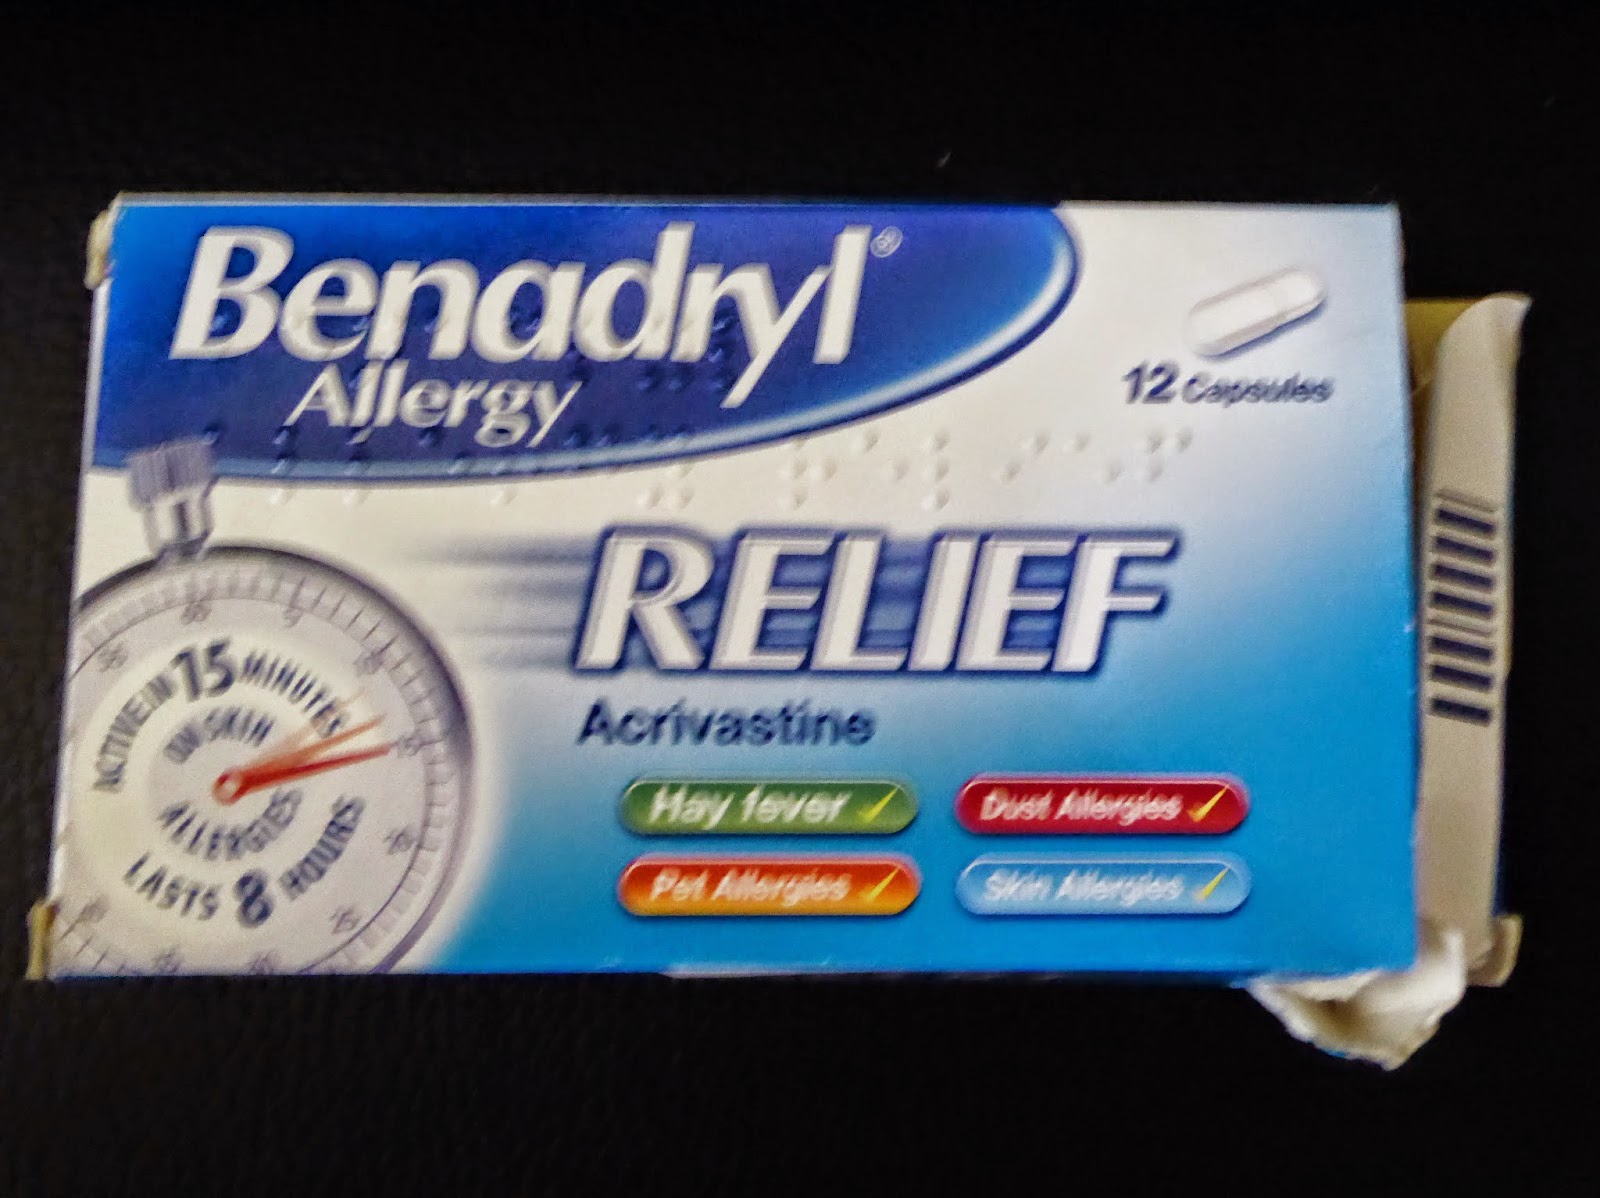 Benadryl®
Allergy
12 Capsules
RELIEF
Acrivastine
ACTIVE IN 15 MINUTES
ON SKIN
ALLERGIES
LASTS 8 HOURS
Hay fever
Dust Allergies
Pet Allergies
Skin Allergies